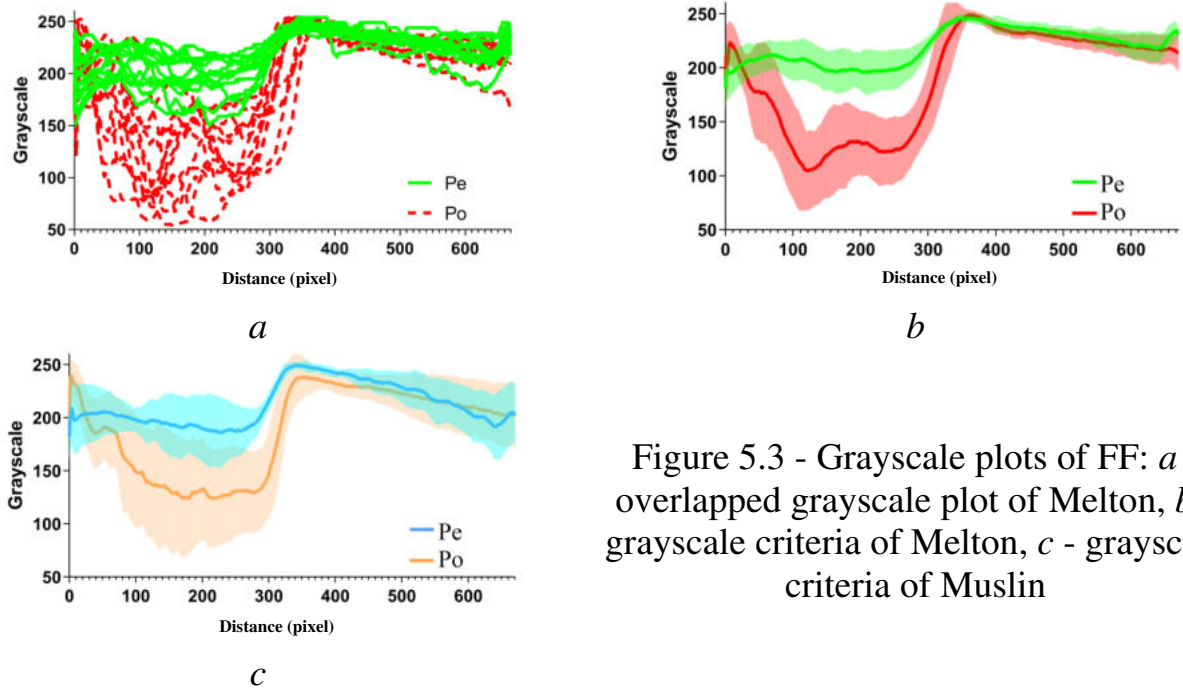 250
200
150
100
50
Grayscale
Pe
Po
0 100 200 300 400 500 600
Distance (pixel)
a
250
200
150
100
50
Grayscale
Pe
Po
0 100 200 300 400 500 600
Distance (pixel)
b
250
200
150
100
50
Grayscale
Pe
Po
0 100 200 300 400 500 600
Distance (pixel)
c
Figure 5.3 - Grayscale plots of FF: a
overlapped grayscale plot of Melton, b
grayscale criteria of Melton, c - graysc
criteria of Muslin